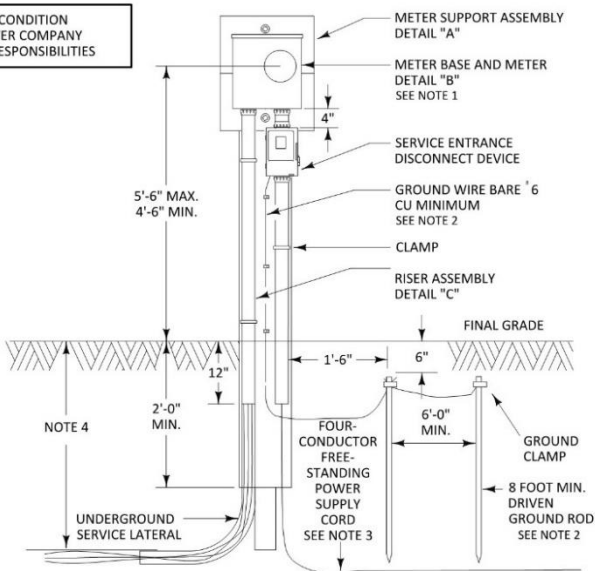 CONDITION
ER COMPANY
ESPONSIBILITIES
METER SUPPORT ASSEMBLY
DETAIL "A"
METER BASE AND METER
DETAIL "B"
SEE NOTE 1
4"
SERVICE ENTRANCE
DISCONNECT DEVICE
5'-6" MAX.
4'-6" MIN.
GROUND WIRE BARE #6
CU MINIMUM
SEE NOTE 2
CLAMP
RISER ASSEMBLY
DETAIL "C"
FINAL GRADE
12"
1'-6"
6"
NOTE 4
2'-0"
MIN.
6'-0"
MIN.
FOUR-
CONDUCTOR
FREE-
STANDING
POWER
SUPPLY
CORD
SEE NOTE 3
GROUND
CLAMP
UNDERGROUND
SERVICE LATERAL
8 FOOT MIN.
DRIVEN
GROUND ROD
SEE NOTE 2